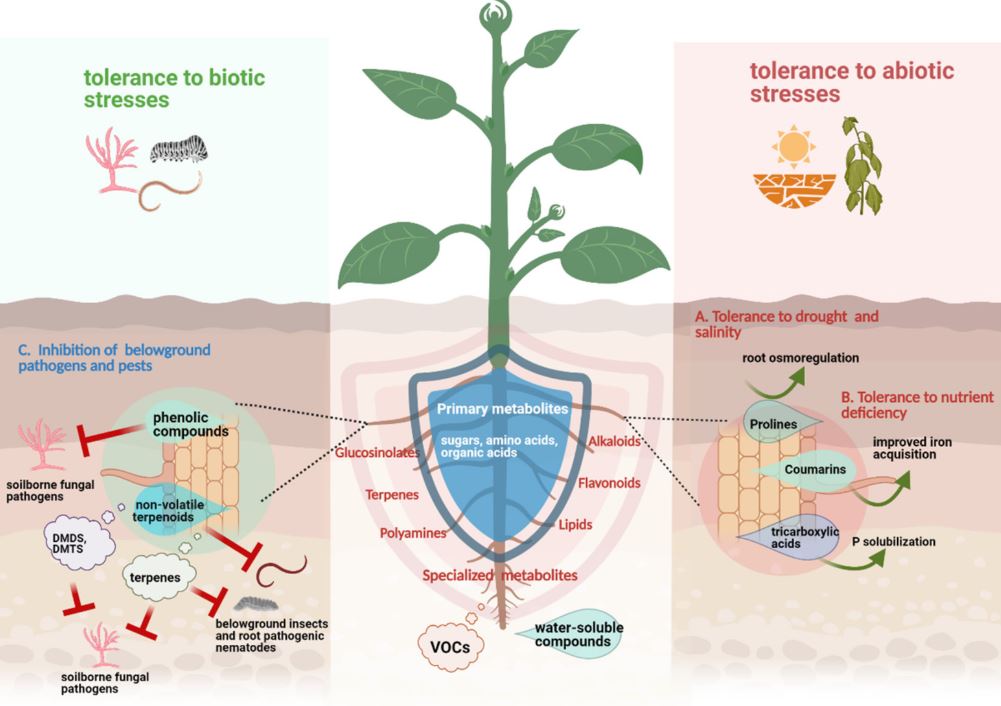 tolerance to biotic
stresses
tolerance to abiotic
stresses
C. Inhibition of belowground
pathogens and pests
phenolic
compounds
soilborne fungal
pathogens
non-volatile
terpenoids
DMDS,
DMTS
terpenes
belowground insects
and root pathogenic
nematodes
soilborne fungal
pathogens
Primary metabolites
sugars, amino acids,
organic acids
Glucosinolates
Terpenes
Polyamines
Alkaloids
Flavonoids
Lipids
Specialized metabolites
VOCs
water-soluble
compounds
A. Tolerance to drought and
salinity
root osmoregulation
B. Tolerance to nutrient
deficiency
Prolines
improved iron
acquisition
Coumarins
tricarboxylic
acids
P solubilization